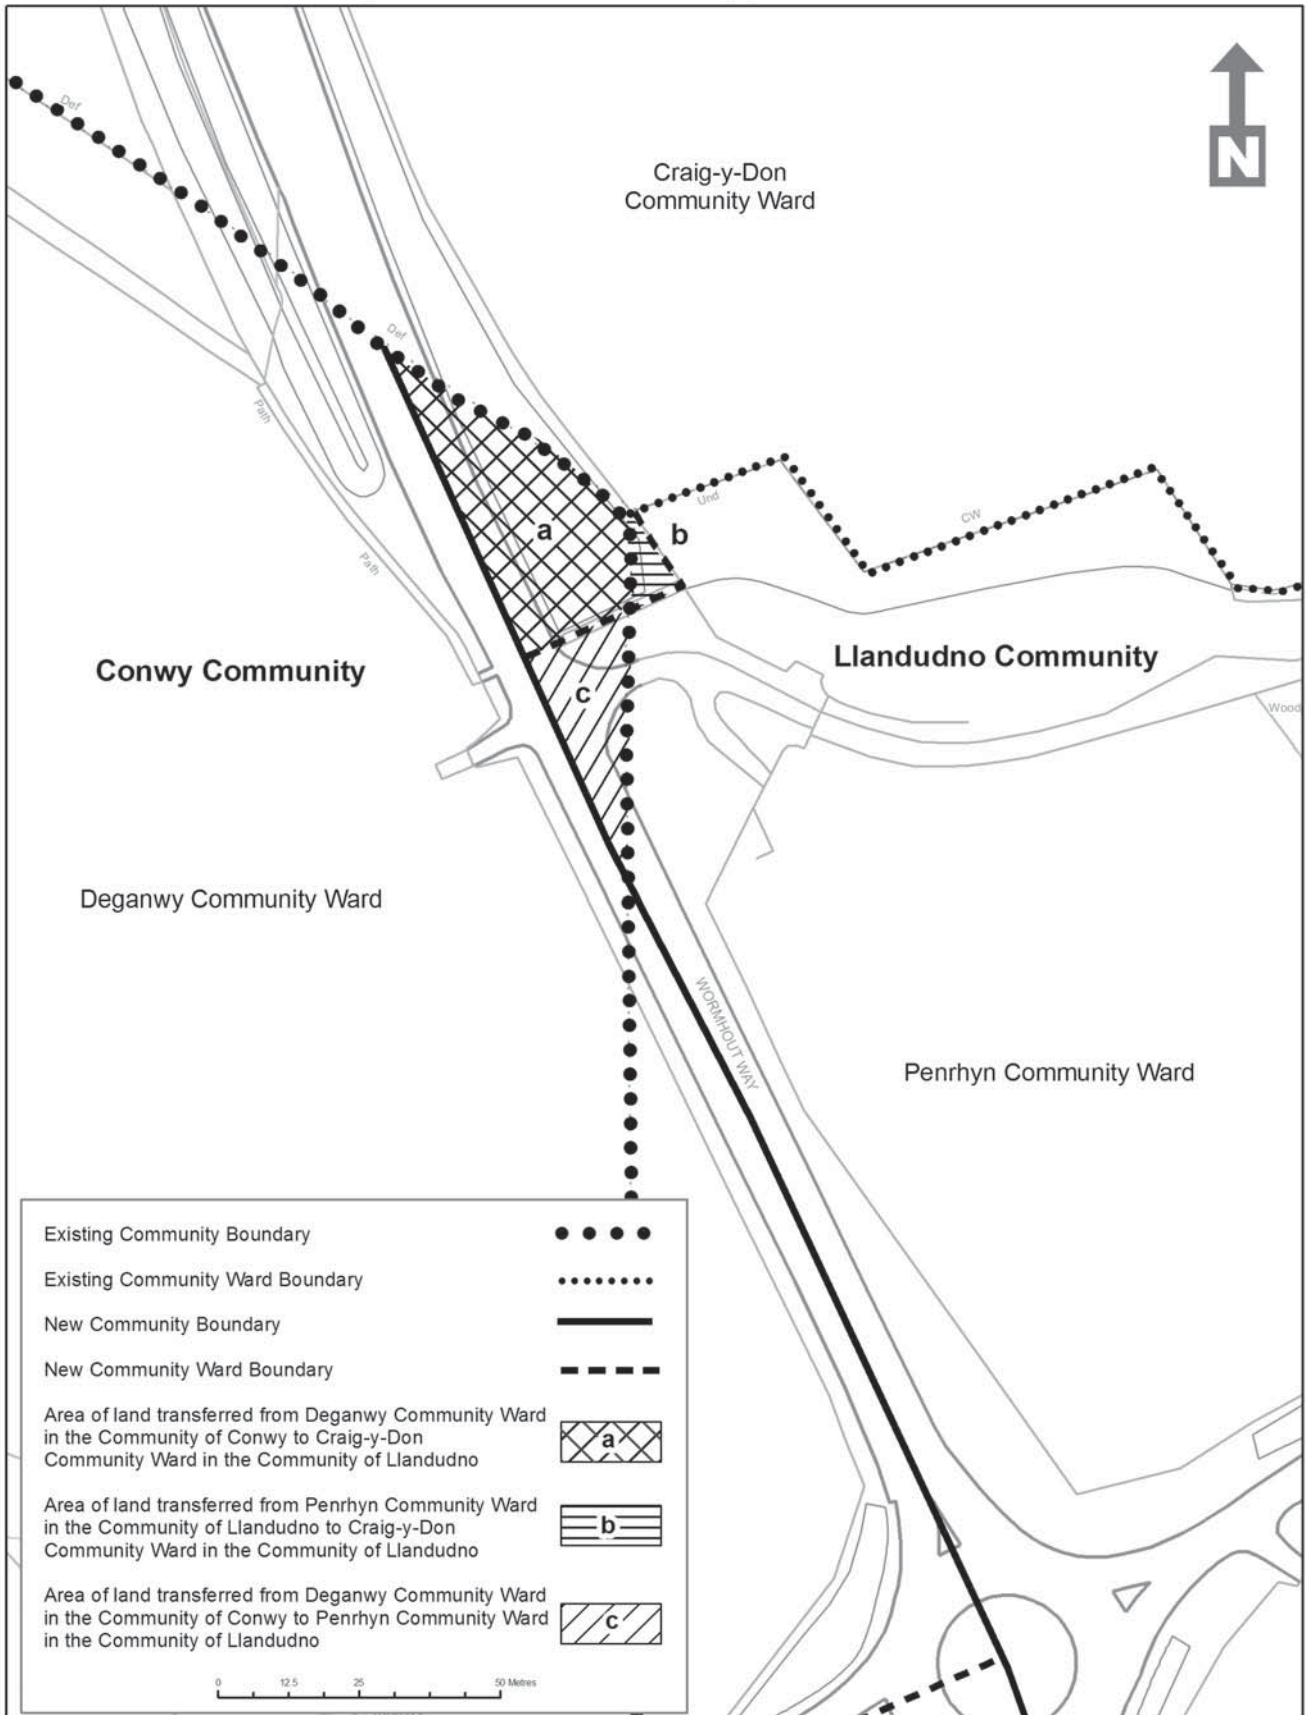 Def
N
Craig-y-Don
Community Ward
Def
Path
a
b
Und
CW
Path
Conwy Community
Llandudno Community
c
Wood
Deganwy Community Ward
WORMHOUT WAY
Penrhyn Community Ward
Existing Community Boundary
Existing Community Ward Boundary
New Community Boundary
New Community Ward Boundary
Area of land transferred from Deganwy Community Ward
in the Community of Conwy to Craig-y-Don
Community Ward in the Community of Llandudno
a
Area of land transferred from Penrhyn Community Ward
in the Community of Llandudno to Craig-y-Don
Community Ward in the Community of Llandudno
b
Area of land transferred from Deganwy Community Ward
in the Community of Conwy to Penrhyn Community Ward
in the Community of Llandudno
c
0 12.5 25 50 Metres